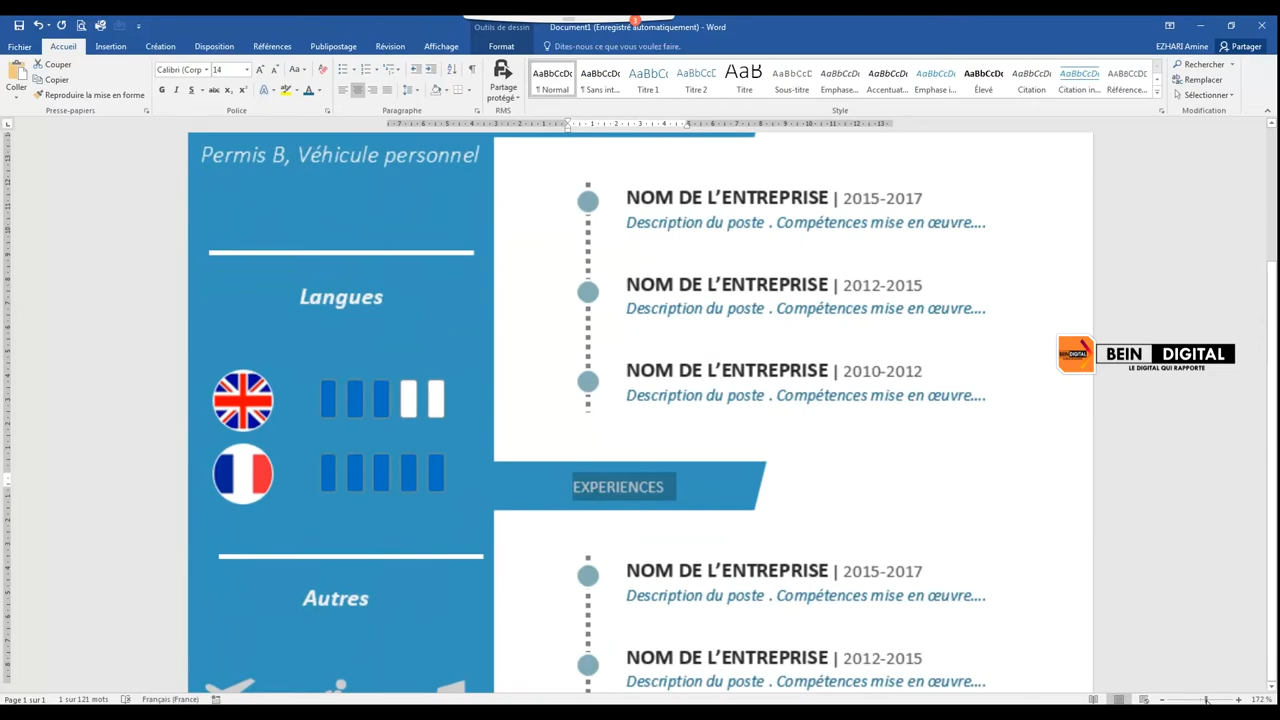 3
Outils de dessin
Document1 (Enregistré automatiquement) - Word
Fichier Accueil Insertion Création Disposition Références Publipostage Révision Affichage Format Dites-nous ce que vous voulez faire. EZHARI Amine Partager
Coller
Couper
Copier
Reproduire la mise en forme
Presse-papiers
Calibri (Corp 14
G I S abc x₂ x²
Police
Paragraphe
Partage
protégé
RMS
AaBbCcDc AaBbCcDc AaBbCc AaBbCcD AaB AaBbCcD AaBbCcDc AaBbCcDc AaBbCcDc AaBbCcDc AaBbCcDc AaBbCcDc AABBCCDC
¶ Normal ¶ Sans int... Titre 1 Titre 2 Titre Sous-titre Emphase... Accentuat... Emphase i... Élevé Citation Citation in... Référence...
Style
Rechercher
Remplacer
Sélectionner
Modification
Permis B, Véhicule personnel
Langues
Autres
NOM DE L’ENTREPRISE | 2015-2017
Description du poste . Compétences mise en œuvre....
NOM DE L’ENTREPRISE | 2012-2015
Description du poste . Compétences mise en œuvre....
NOM DE L’ENTREPRISE | 2010-2012
Description du poste . Compétences mise en œuvre....
EXPERIENCES
NOM DE L’ENTREPRISE | 2015-2017
Description du poste . Compétences mise en œuvre....
NOM DE L’ENTREPRISE | 2012-2015
Description du poste . Compétences mise en œuvre....
BEIN DIGITAL
LE DIGITAL QUI RAPPORTE
Page 1 sur 1 1 sur 121 mots Français (France) 172 %